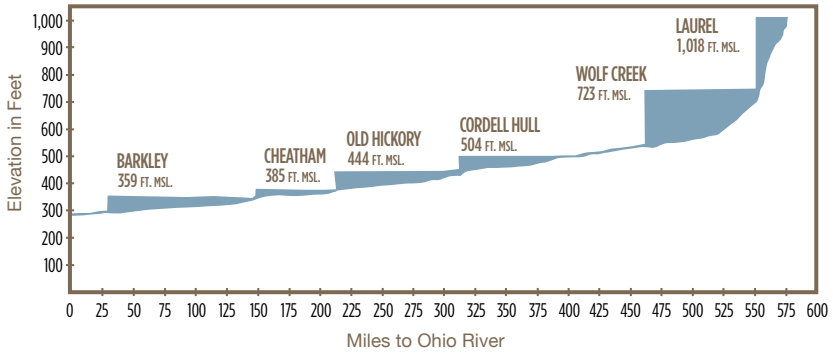 1,000
900
800
700
600
500
400
300
200
100
Elevation in Feet
LAUREL
1,018 FT. MSL.
WOLF CREEK
723 FT. MSL.
CORDELL HULL
504 FT. MSL.
OLD HICKORY
444 FT. MSL.
CHEATHAM
385 FT. MSL.
BARKLEY
359 FT. MSL.
0 25 50 75 100 125 150 175 200 225 250 275 300 325 350 375 400 425 450 475 500 525 550 575 600
Miles to Ohio River